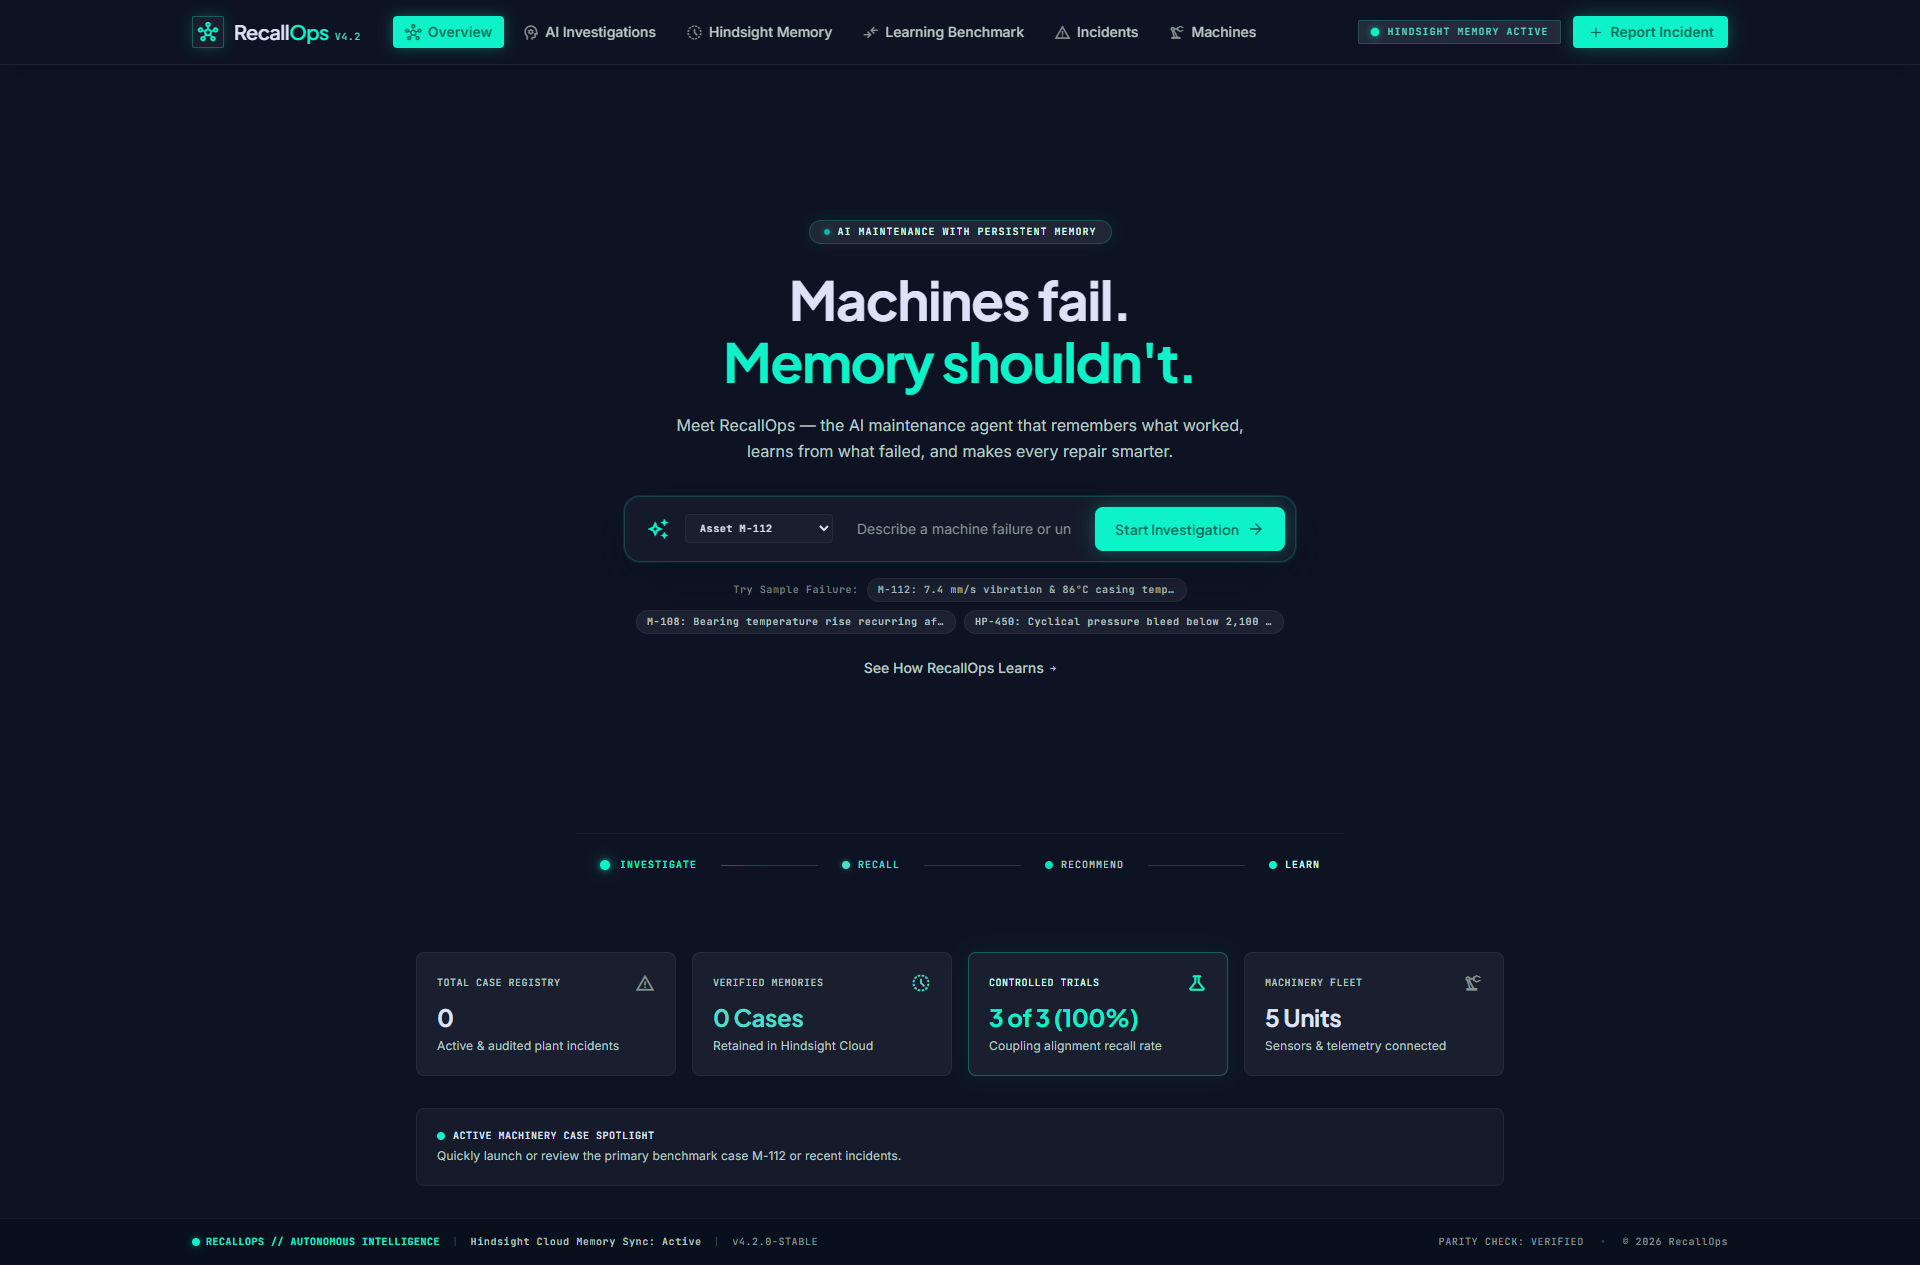 RecallOps V4.2
Overview
AI Investigations
Hindsight Memory
Learning Benchmark
Incidents
Machines
HINDSIGHT MEMORY ACTIVE
Report Incident
AI MAINTENANCE WITH PERSISTENT MEMORY
Machines fail.
Memory shouldn't.
Meet RecallOps — the AI maintenance agent that remembers what worked,
learns from what failed, and makes every repair smarter.
Asset M-112
Describe a machine failure or un
Start Investigation →
Try Sample Failure:
M-112: 7.4 mm/s vibration & 86°C casing temp…
M-108: Bearing temperature rise recurring af…
HP-450: Cyclical pressure bleed below 2,100 …
See How RecallOps Learns →
INVESTIGATE
RECALL
RECOMMEND
LEARN
TOTAL CASE REGISTRY
0
Active & audited plant incidents
VERIFIED MEMORIES
0 Cases
Retained in Hindsight Cloud
CONTROLLED TRIALS
3 of 3 (100%)
Coupling alignment recall rate
MACHINERY FLEET
5 Units
Sensors & telemetry connected
ACTIVE MACHINERY CASE SPOTLIGHT
Quickly launch or review the primary benchmark case M-112 or recent incidents.
RECALLOPS // AUTONOMOUS INTELLIGENCE | Hindsight Cloud Memory Sync: Active | v4.2.0-STABLE
PARITY CHECK: VERIFIED · © 2026 RecallOps